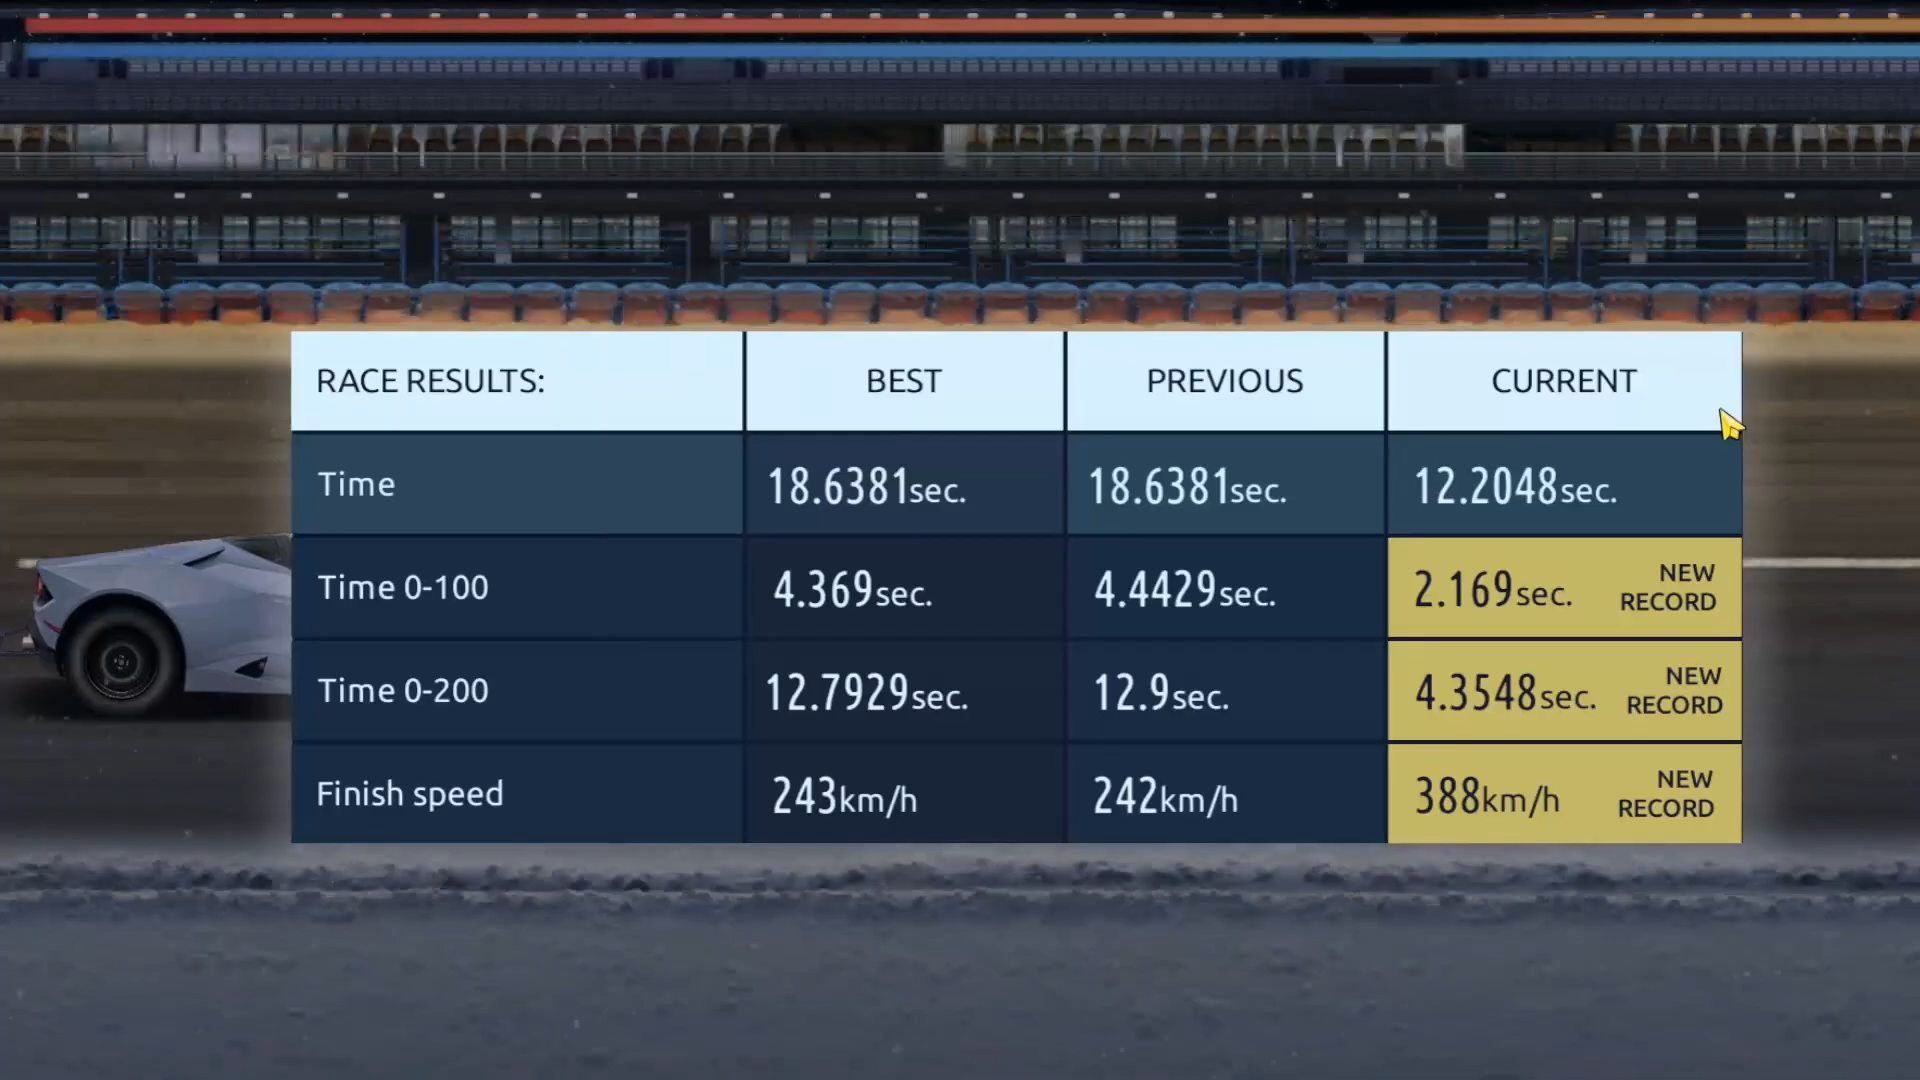 RACE RESULTS: BEST PREVIOUS CURRENT
Time 18.6381sec. 18.6381sec. 12.2048sec.
Time 0-100 4.369sec. 4.4429sec. 2.169sec. NEW RECORD
Time 0-200 12.7929sec. 12.9sec. 4.3548sec. NEW RECORD
Finish speed 243km/h 242km/h 388km/h NEW RECORD